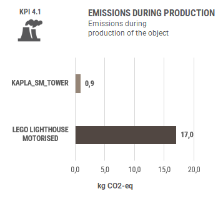 KPI 4.1
EMISSIONS DURING PRODUCTION
Emissions during
production of the object
KAPLA_SM_TOWER
0,9
LEGO LIGHTHOUSE
MOTORISED
17,0
0,0 5,0 10,0 15,0 20,0
kg CO2-eq